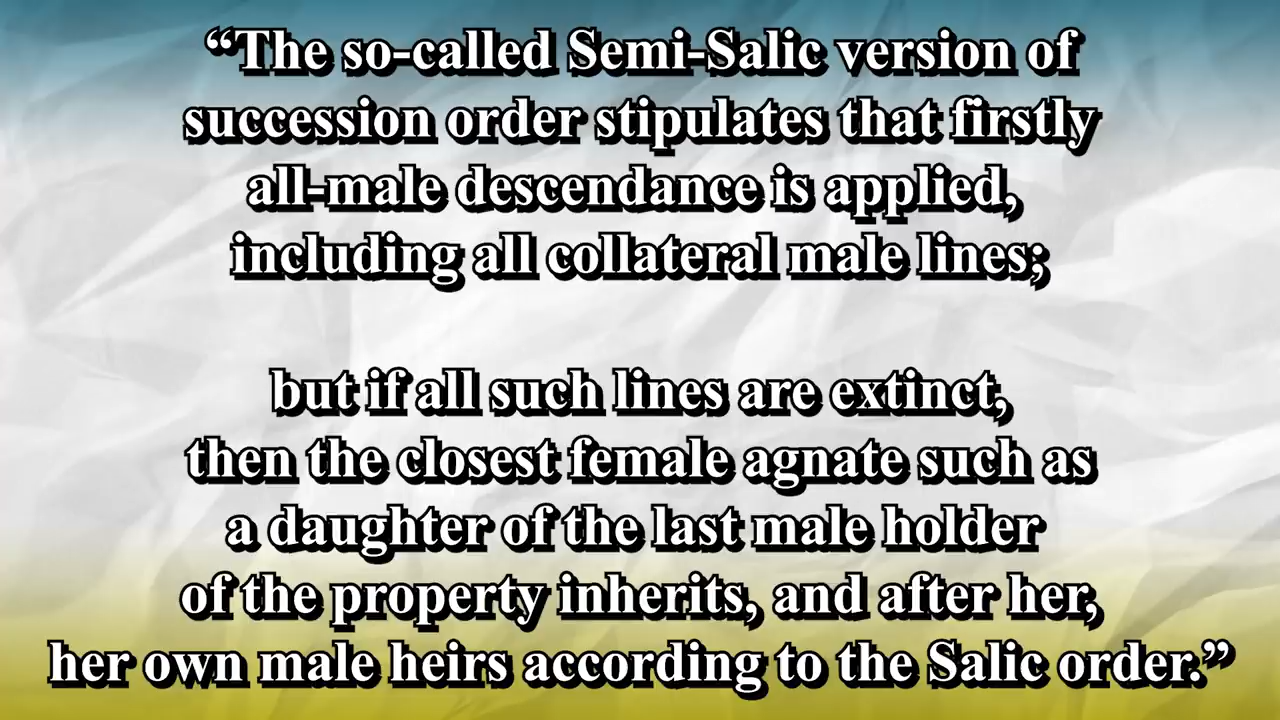 “The so-called Semi-Salic version of
succession order stipulates that firstly
all-male descendance is applied,
including all collateral male lines;
but if all such lines are extinct,
then the closest female agnate such as
a daughter of the last male holder
of the property inherits, and after her,
her own male heirs according to the Salic order.”